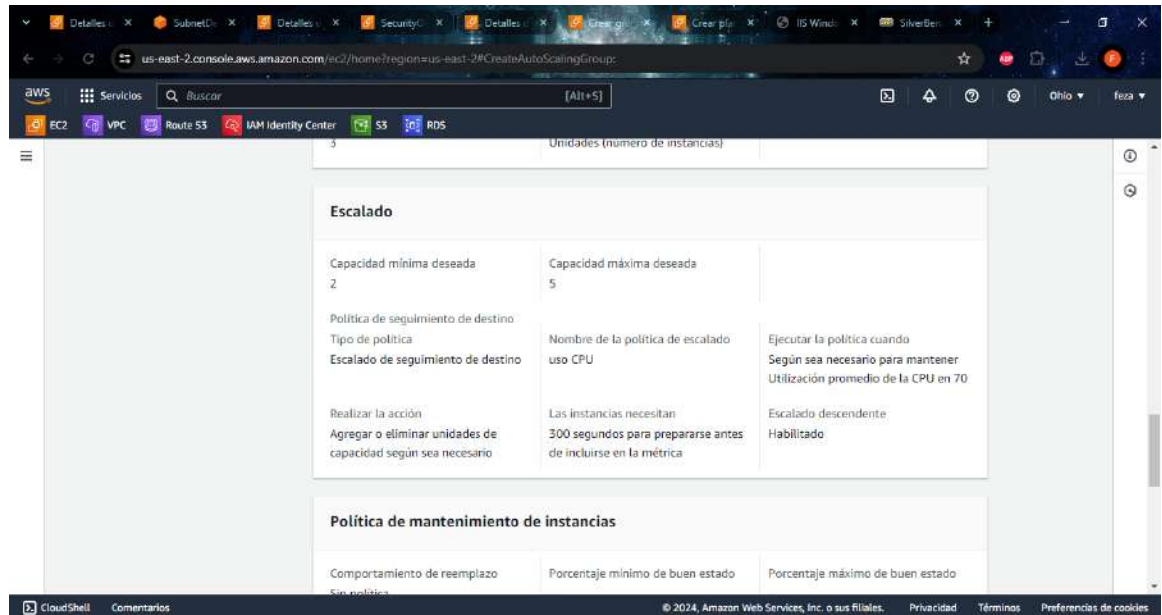 Detalles
SubnetD
Detalles
Security
Detalles
Crear gr
Crear pla
IIS Wind
SilverBen
us-east-2.console.aws.amazon.com/ec2/home?region=us-east-2#CreateAutoScalingGroup:
ABP
F
aws
Servicios
Buscar
[Alt+S]
Ohio
feza
EC2
VPC
Route 53
IAM Identity Center
S3
RDS
3
Unidades (número de instancias)
Escalado
Capacidad mínima deseada
2
Capacidad máxima deseada
5
Política de seguimiento de destino
Tipo de política
Escalado de seguimiento de destino
Nombre de la política de escalado
uso CPU
Ejecutar la política cuando
Según sea necesario para mantener
Utilización promedio de la CPU en 70
Realizar la acción
Agregar o eliminar unidades de
capacidad según sea necesario
Las instancias necesitan
300 segundos para prepararse antes
de incluirse en la métrica
Escalado descendente
Habilitado
Política de mantenimiento de instancias
Comportamiento de reemplazo
Sin política
Porcentaje mínimo de buen estado
Porcentaje máximo de buen estado
CloudShell
Comentarios
© 2024, Amazon Web Services, Inc. o sus filiales.
Privacidad
Términos
Preferencias de cookies